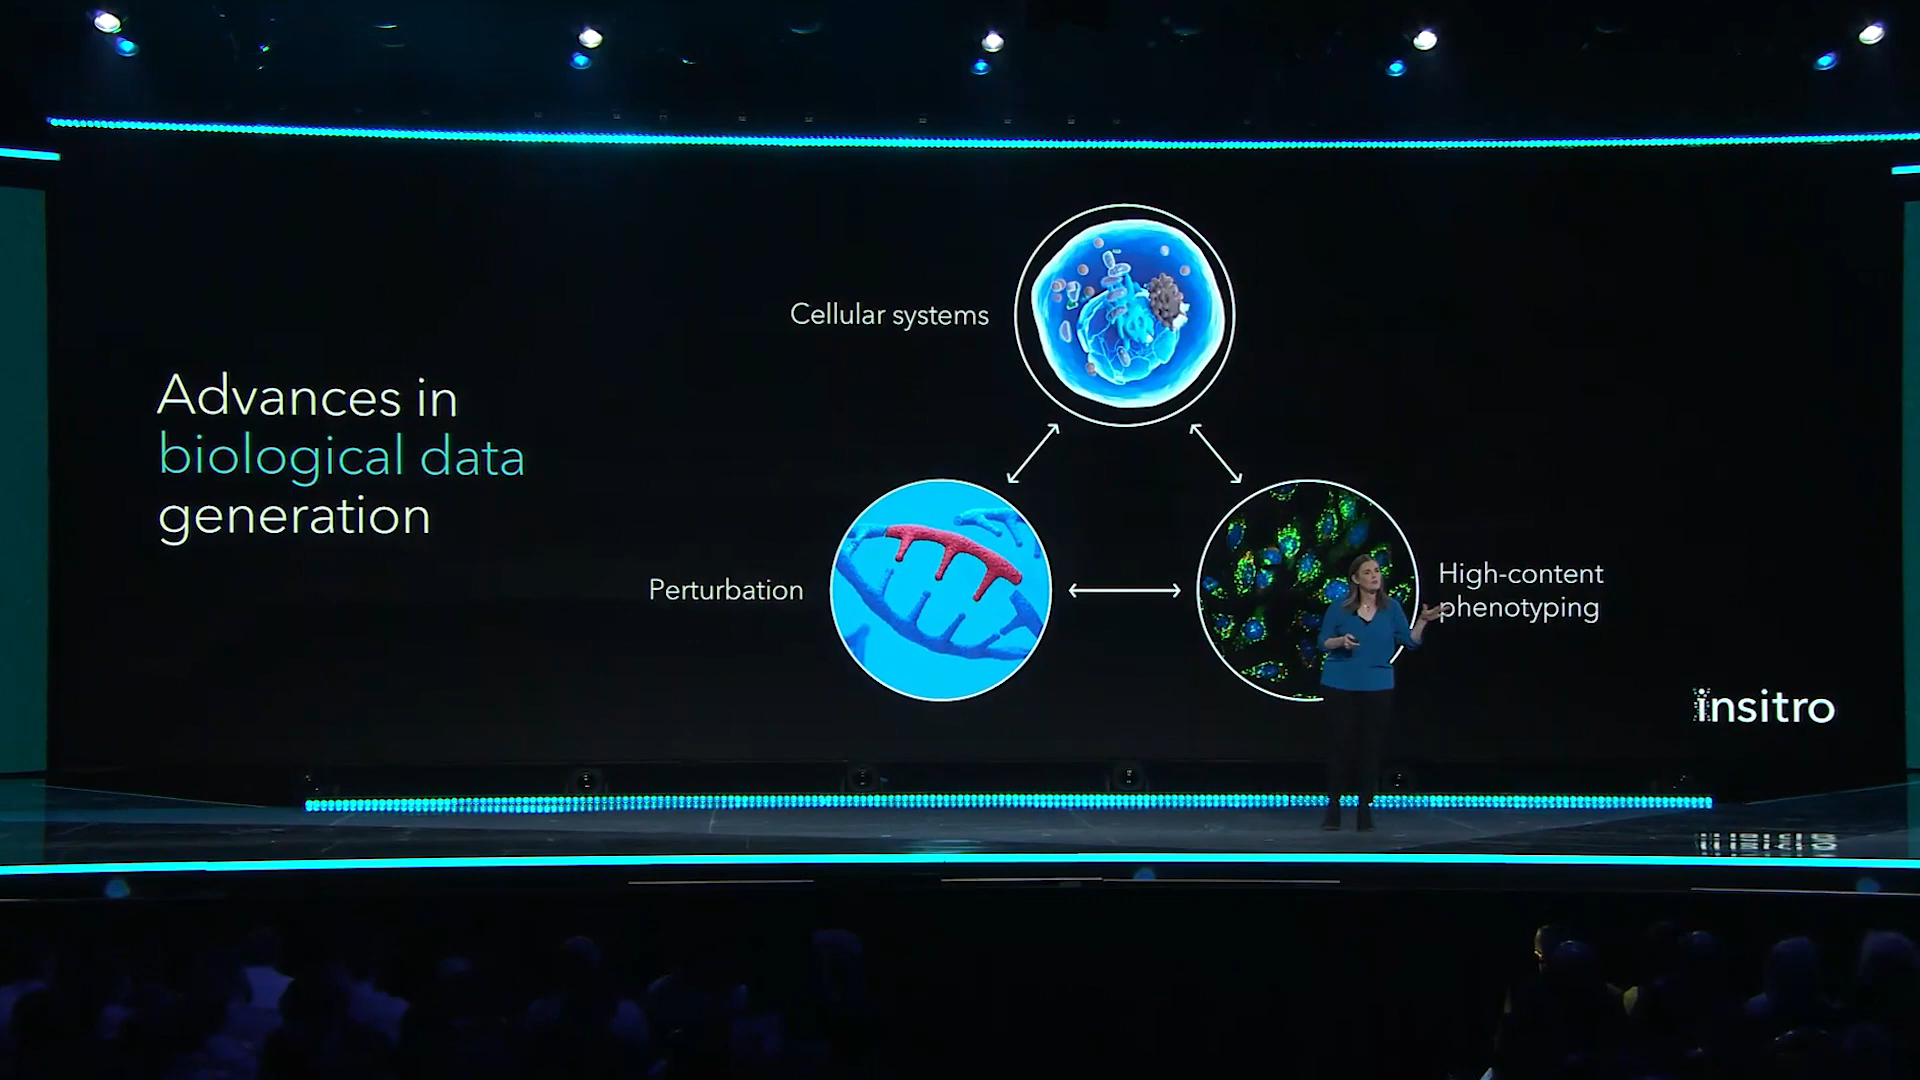 Advances in
biological data
generation
Cellular systems
Perturbation
High-content
phenotyping
insitro